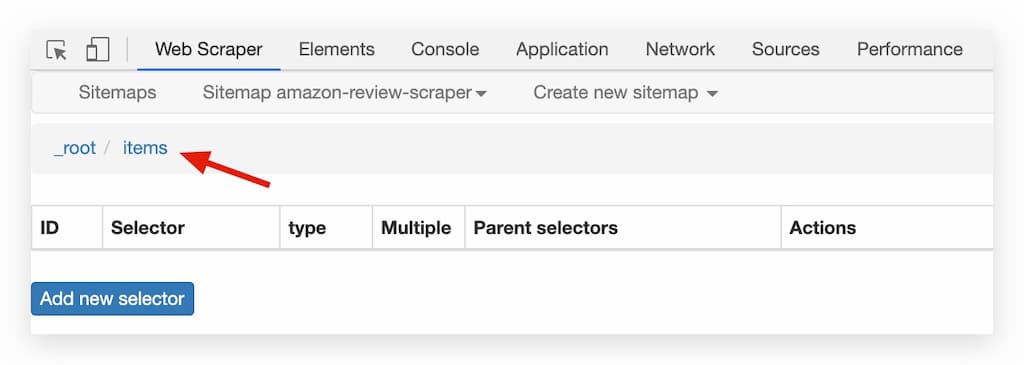 Web Scraper Elements Console Application Network Sources Performance
Sitemaps Sitemap amazon-review-scraper Create new sitemap
_root / items
ID Selector type Multiple Parent selectors Actions
Add new selector